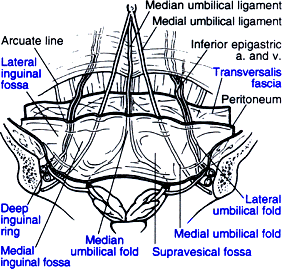 Median umbilical ligament
Medial umbilical ligament
Arcuate line
Inferior epigastric
a. and v.
Lateral
inguinal
fossa
Transversalis
fascia
Peritoneum
Deep
inguinal
ring
Lateral
umbilical fold
Medial
inguinal fossa
Median
umbilical fold
Supravesical fossa
Medial umbilical fold